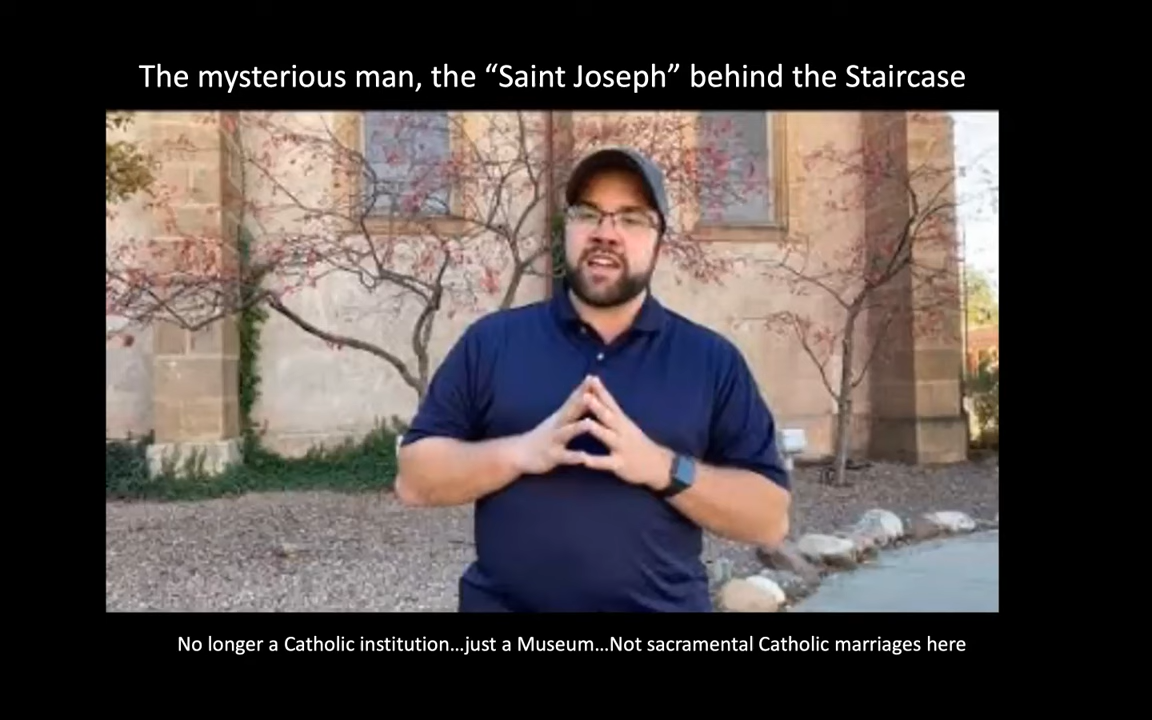 The mysterious man, the “Saint Joseph” behind the Staircase
No longer a Catholic institution...just a Museum...Not sacramental Catholic marriages here